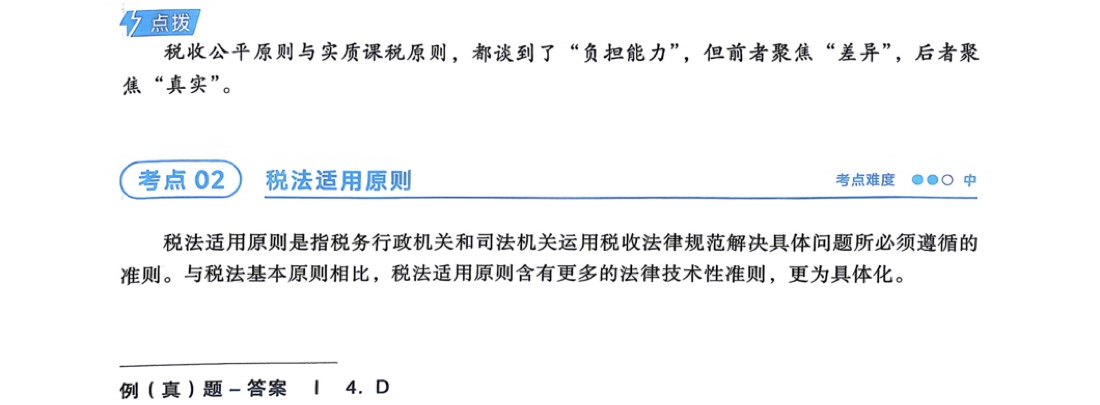 点拨
税收公平原则与实质课税原则，都谈到了“负担能力”，但前者聚焦“差异”，后者聚
焦“真实”。
考点 02 税法适用原则 考点难度 中
税法适用原则是指税务行政机关和司法机关运用税收法律规范解决具体问题所必须遵循的
准则。与税法基本原则相比，税法适用原则含有更多的法律技术性准则，更为具体化。
例（真）题 – 答案 | 4. D